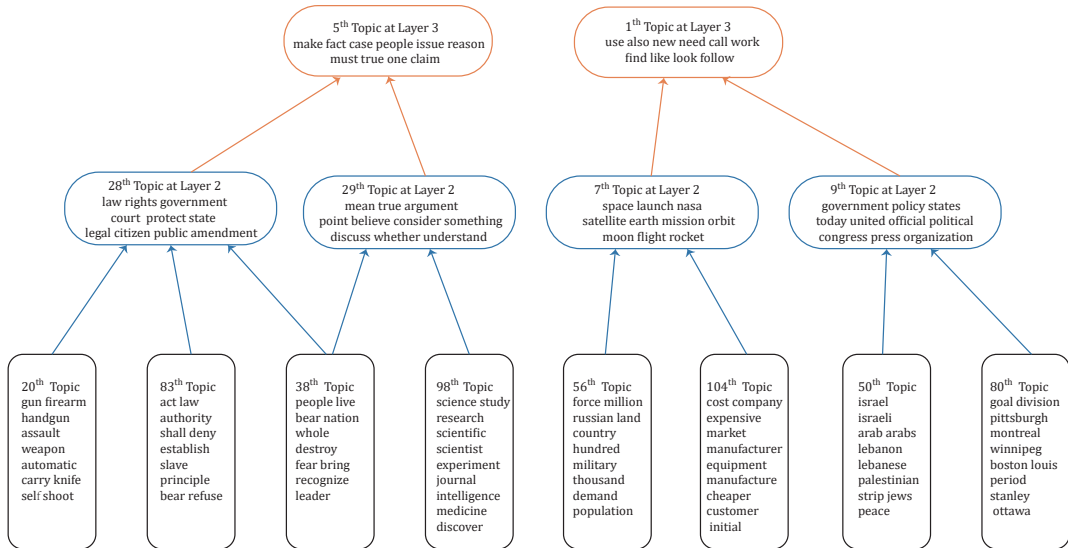 5th Topic at Layer 3
make fact case people issue reason
must true one claim
1th Topic at Layer 3
use also new need call work
find like look follow
28th Topic at Layer 2
law rights government
court protect state
legal citizen public amendment
29th Topic at Layer 2
mean true argument
point believe consider something
discuss whether understand
7th Topic at Layer 2
space launch nasa
satellite earth mission orbit
moon flight rocket
9th Topic at Layer 2
government policy states
today united official political
congress press organization
20th Topic
gun firearm
handgun
assault
weapon
automatic
carry knife
self shoot
83th Topic
act law
authority
shall deny
establish
slave
principle
bear refuse
38th Topic
people live
bear nation
whole
destroy
fear bring
recognize
leader
98th Topic
science study
research
scientific
scientist
experiment
journal
intelligence
medicine
discover
56th Topic
force million
russian land
country
hundred
military
thousand
demand
population
104th Topic
cost company
expensive
market
manufacturer
equipment
manufacture
cheaper
customer
initial
50th Topic
israel
israeli
arab arabs
lebanon
lebanese
palestinian
strip jews
peace
80th Topic
goal division
pittsburgh
montreal
winnipeg
boston louis
period
stanley
ottawa